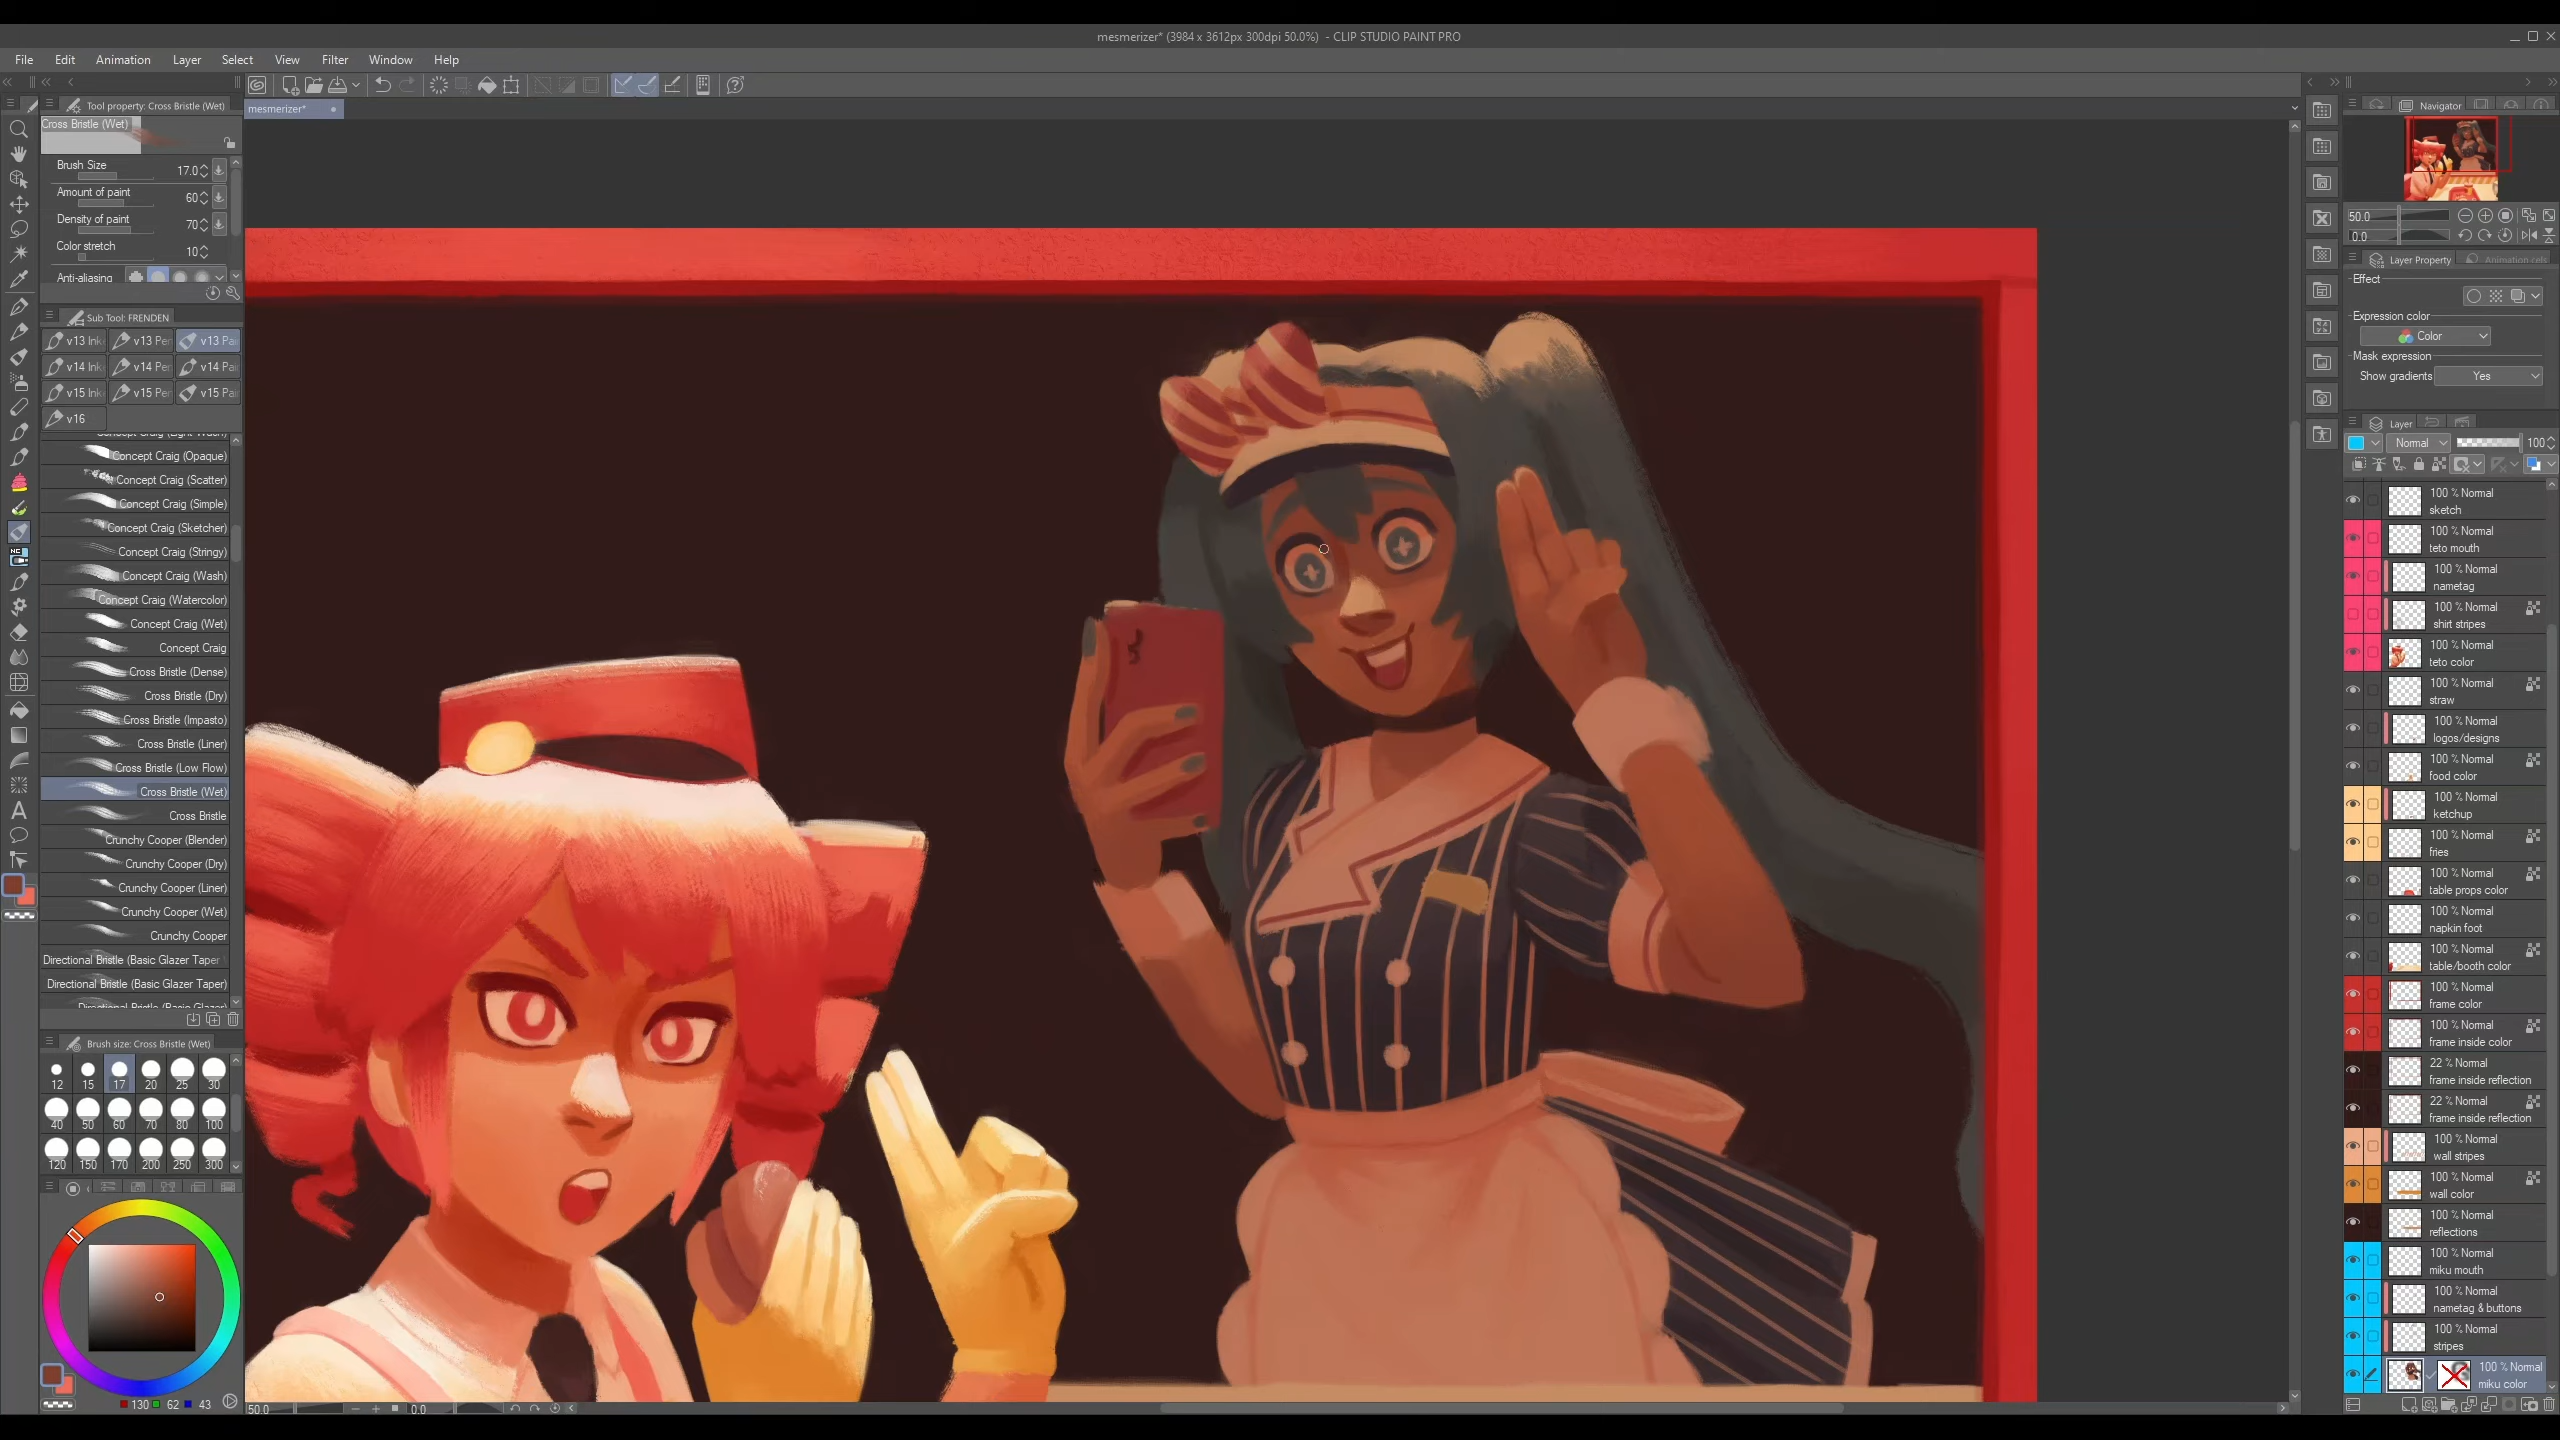 mesmerizer* (3984 x 3612px 300dpi 50.0%) - CLIP STUDIO PAINT PRO
File Edit Animation Layer Select View Filter Window Help
Tool property: Cross Bristle (Wet)
mesmerizer*
Cross Bristle (Wet)
Brush Size 17.0
Amount of paint 60
Density of paint 70
Color stretch 10
Anti-aliasing
Sub Tool: FRENDEN
v13 Ink v13 Per v13 Pai
v14 Ink v14 Per v14 Pai
v15 Ink v15 Per v15 Pai
v16
Concept Craig (Opaque)
Concept Craig (Scatter)
Concept Craig (Simple)
Concept Craig (Sketcher)
Concept Craig (Stringy)
Concept Craig (Wash)
Concept Craig (Watercolor)
Concept Craig (Wet)
Concept Craig
Cross Bristle (Dense)
Cross Bristle (Dry)
Cross Bristle (Impasto)
Cross Bristle (Liner)
Cross Bristle (Low Flow)
Cross Bristle (Wet)
Cross Bristle
Crunchy Cooper (Blender)
Crunchy Cooper (Dry)
Crunchy Cooper (Liner)
Crunchy Cooper (Wet)
Crunchy Cooper
Directional Bristle (Basic Glazer Taper
Directional Bristle (Basic Glazer Taper)
Directional Bristle (Basic Glazer)
Brush size: Cross Bristle (Wet)
12 15 17 20 25 30
40 50 60 70 80 100
120 150 170 200 250 300
130 62 43
50.0 0.0
Navigator
50.0
0.0
Layer Property Animation cels
Effect
Expression color
Color
Mask expression
Show gradients Yes
Layer
Normal 100
100 % Normal
sketch
100 % Normal
teto mouth
100 % Normal
nametag
100 % Normal
shirt stripes
100 % Normal
teto color
100 % Normal
straw
100 % Normal
logos/designs
100 % Normal
food color
100 % Normal
ketchup
100 % Normal
fries
100 % Normal
table props color
100 % Normal
napkin foot
100 % Normal
table/booth color
100 % Normal
frame color
100 % Normal
frame inside color
22 % Normal
frame inside reflection
22 % Normal
frame inside reflection
100 % Normal
wall stripes
100 % Normal
wall color
100 % Normal
reflections
100 % Normal
miku mouth
100 % Normal
nametag & buttons
100 % Normal
stripes
100 % Normal
miku color